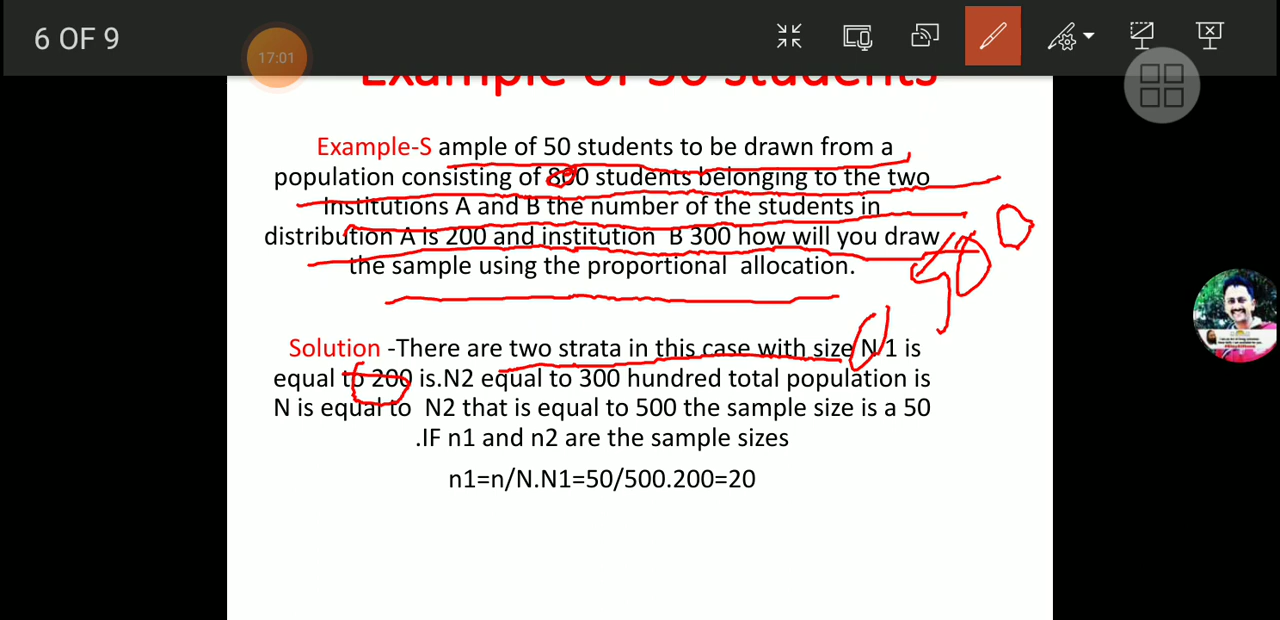 6 OF 9
17:01
Example of 50 students
Example-S ample of 50 students to be drawn from a
population consisting of 800 students belonging to the two
Institutions A and B the number of the students in
distribution A is 200 and institution B 300 how will you draw
the sample using the proportional allocation.
500
Solution -There are two strata in this case with size N 1 is
equal to 200 is.N2 equal to 300 hundred total population is
N is equal to N2 that is equal to 500 the sample size is a 50
.IF n1 and n2 are the sample sizes
n1=n/N.N1=50/500.200=20